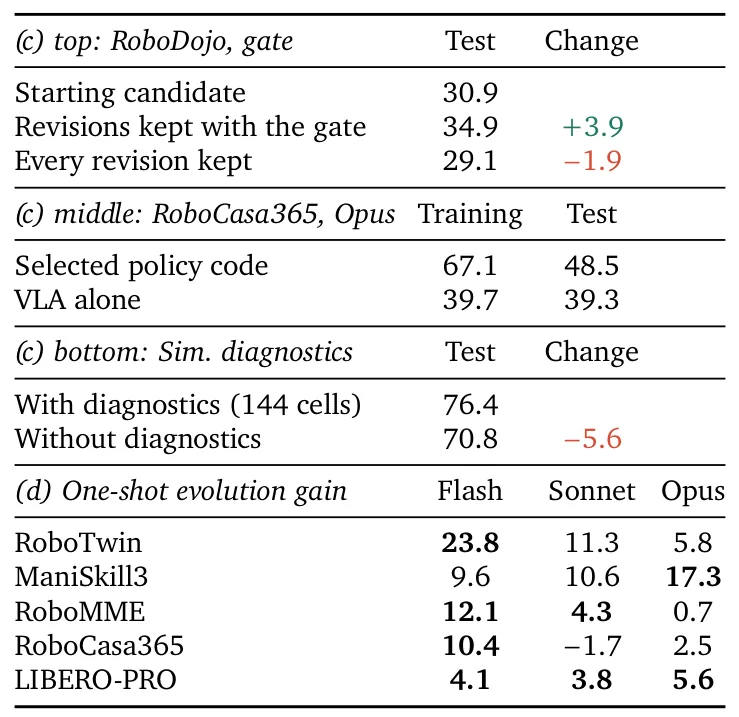 (c) top: RoboDojo, gate Test Change
Starting candidate 30.9
Revisions kept with the gate 34.9 +3.9
Every revision kept 29.1 −1.9
(c) middle: RoboCasa365, Opus Training Test
Selected policy code 67.1 48.5
VLA alone 39.7 39.3
(c) bottom: Sim. diagnostics Test Change
With diagnostics (144 cells) 76.4
Without diagnostics 70.8 −5.6
(d) One-shot evolution gain Flash Sonnet Opus
RoboTwin 23.8 11.3 5.8
ManiSkill3 9.6 10.6 17.3
RoboMME 12.1 4.3 0.7
RoboCasa365 10.4 −1.7 2.5
LIBERO-PRO 4.1 3.8 5.6